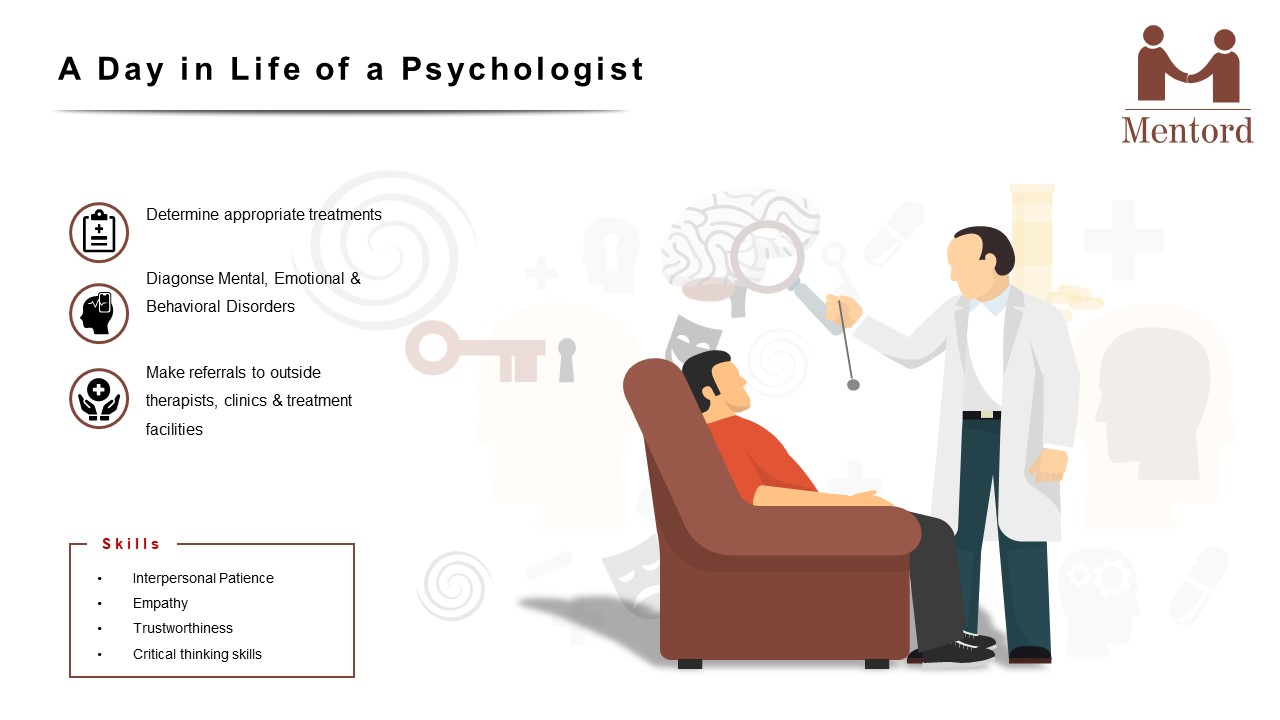 A Day in Life of a Psychologist
Mentord
Determine appropriate treatments
Diagonse Mental, Emotional &
Behavioral Disorders
Make referrals to outside
therapists, clinics & treatment
facilities
Skills
• Interpersonal Patience
• Empathy
• Trustworthiness
• Critical thinking skills